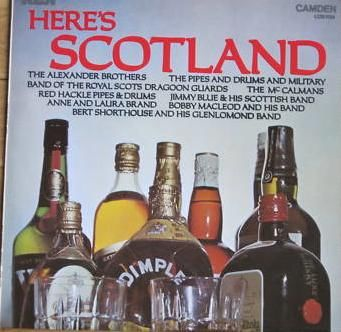 CAMDEN
HERE'S
SCOTLAND
THE ALEXANDER BROTHERS THE PIPES AND DRUMS AND MILITARY
BAND OF THE ROYAL SCOTS DRAGOON GUARDS THE McCALMANS
RED HACKLE PIPES & DRUMS JIMMY BLUE & HIS SCOTTISH BAND
ANNE AND LAURA BRAND BOBBY MACLEOD AND HIS BAND
BERT SHORTHOUSE AND HIS GLENLOMOND BAND
DIMPLE